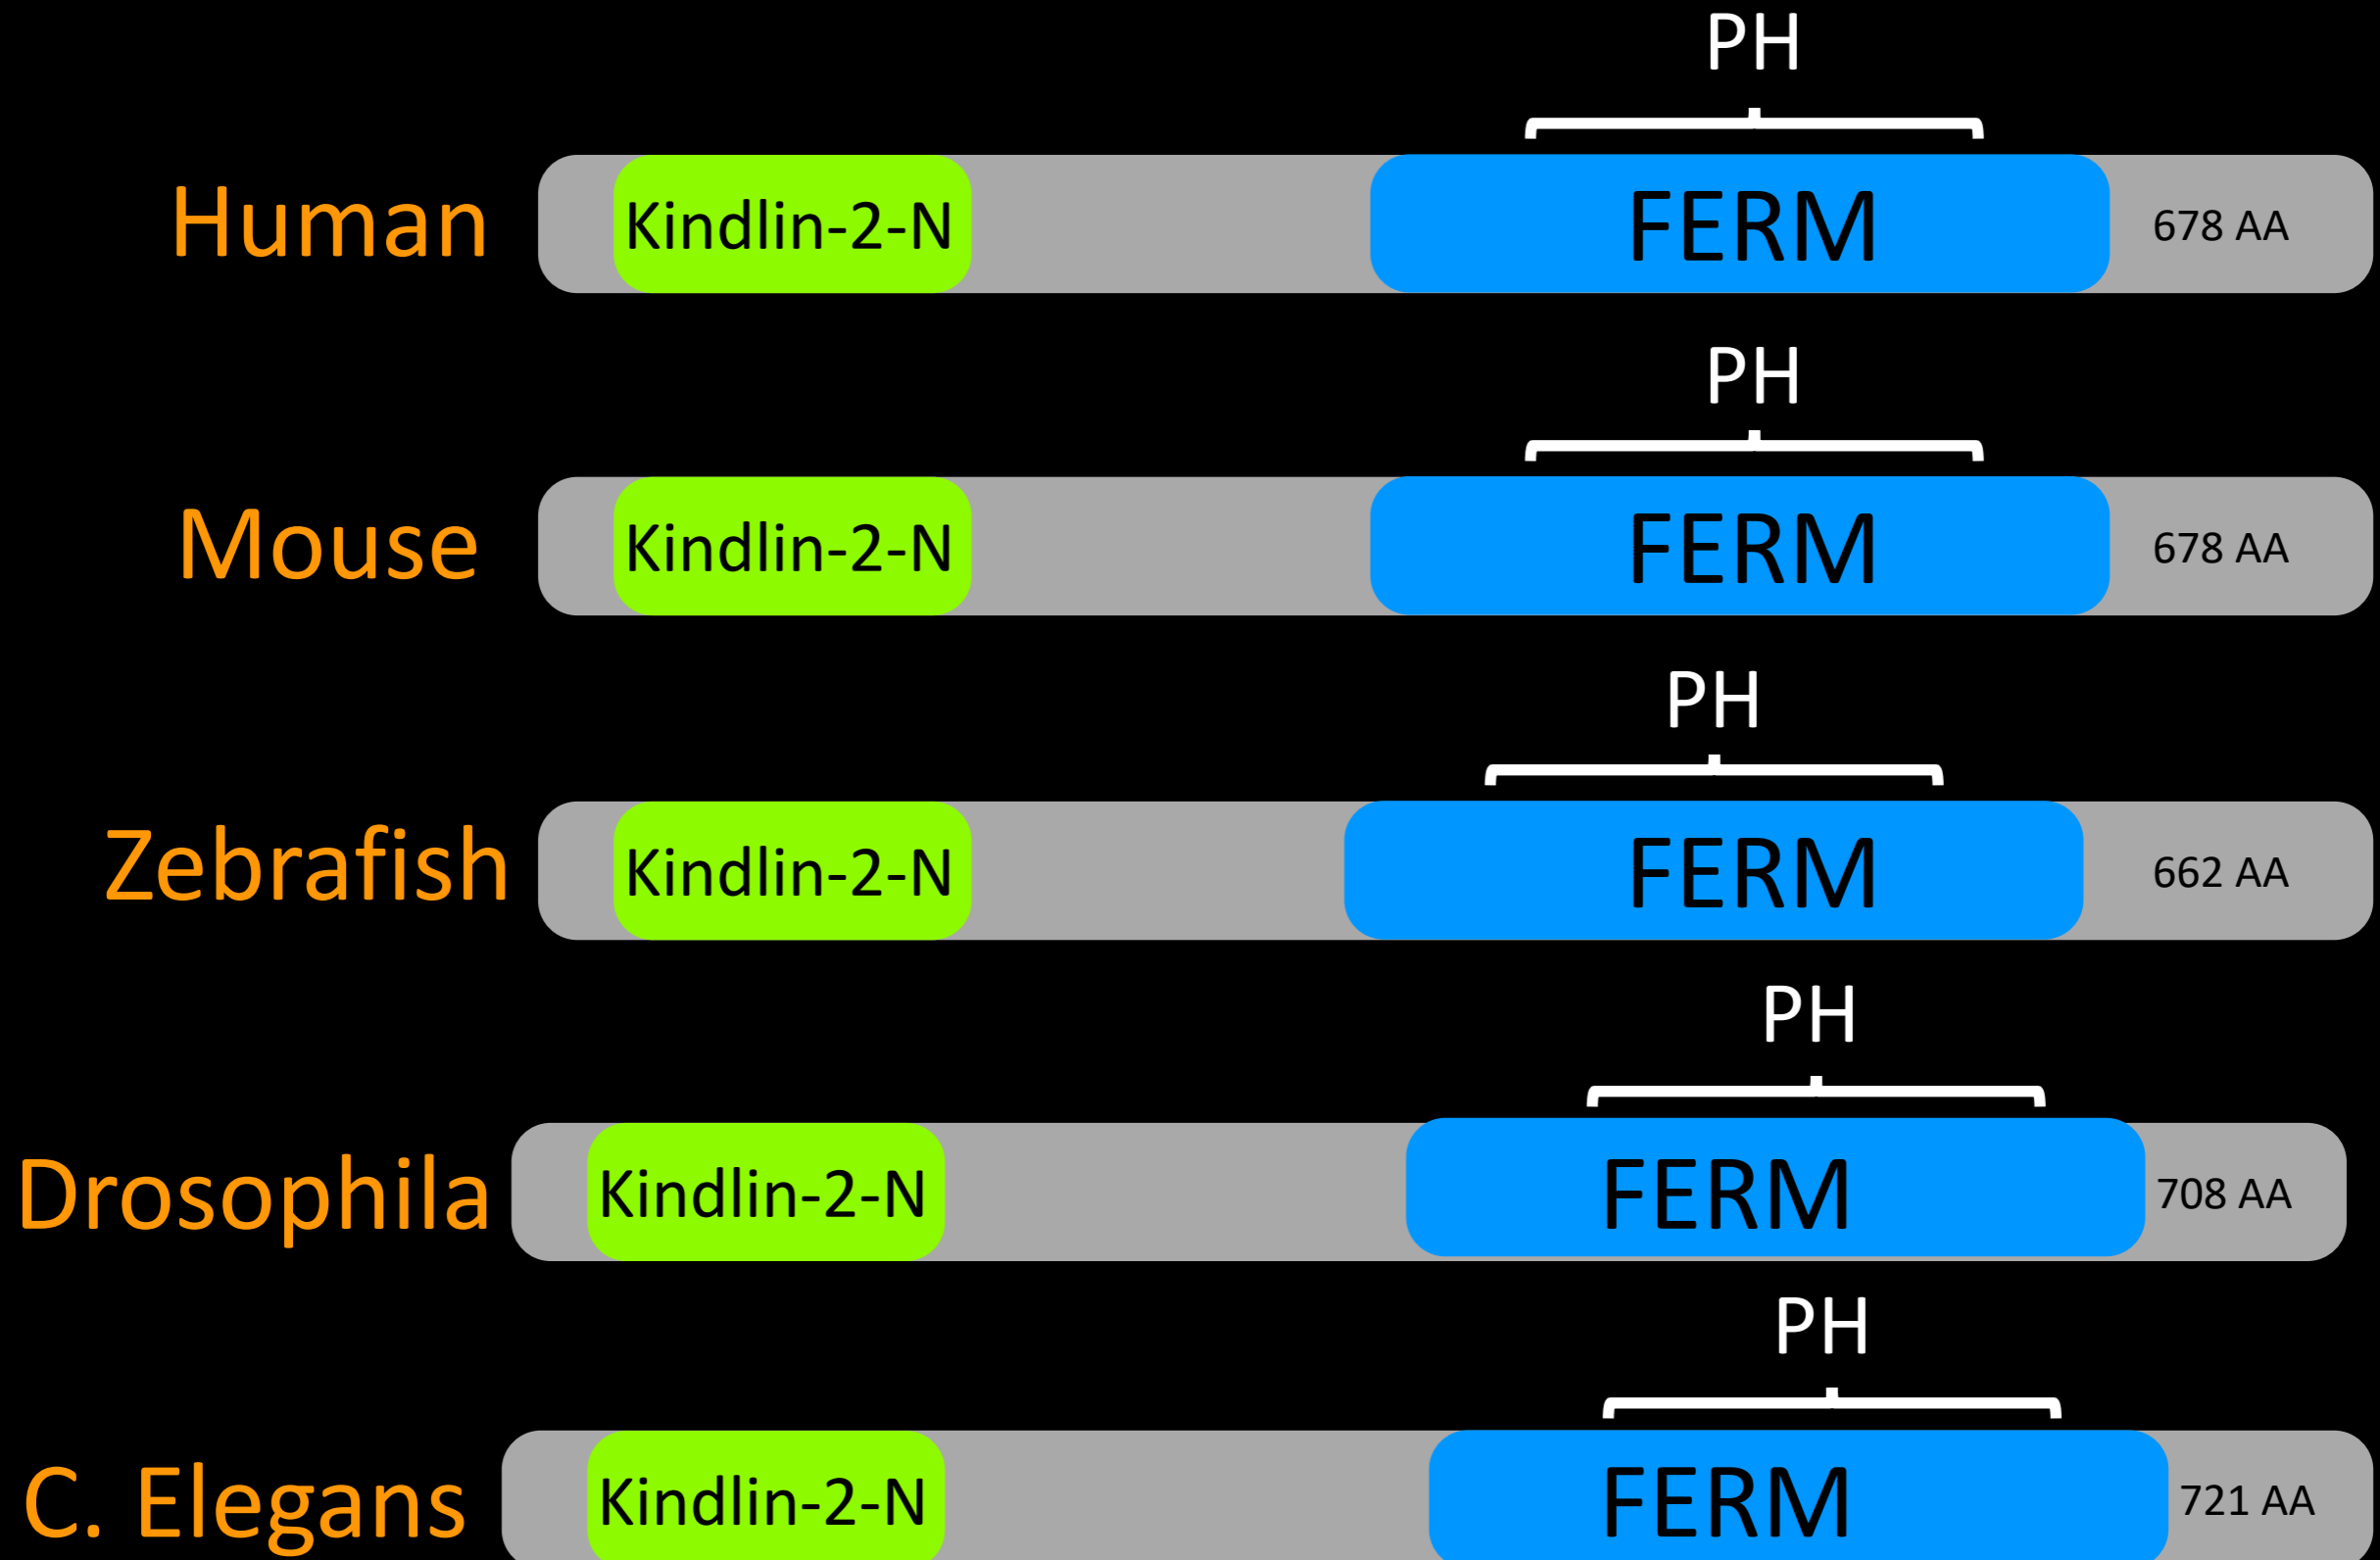 PH
Human Kindlin-2-N FERM 678 AA
PH
Mouse Kindlin-2-N FERM 678 AA
PH
Zebrafish Kindlin-2-N FERM 662 AA
PH
Drosophila Kindlin-2-N FERM 708 AA
PH
C. Elegans Kindlin-2-N FERM 721 AA